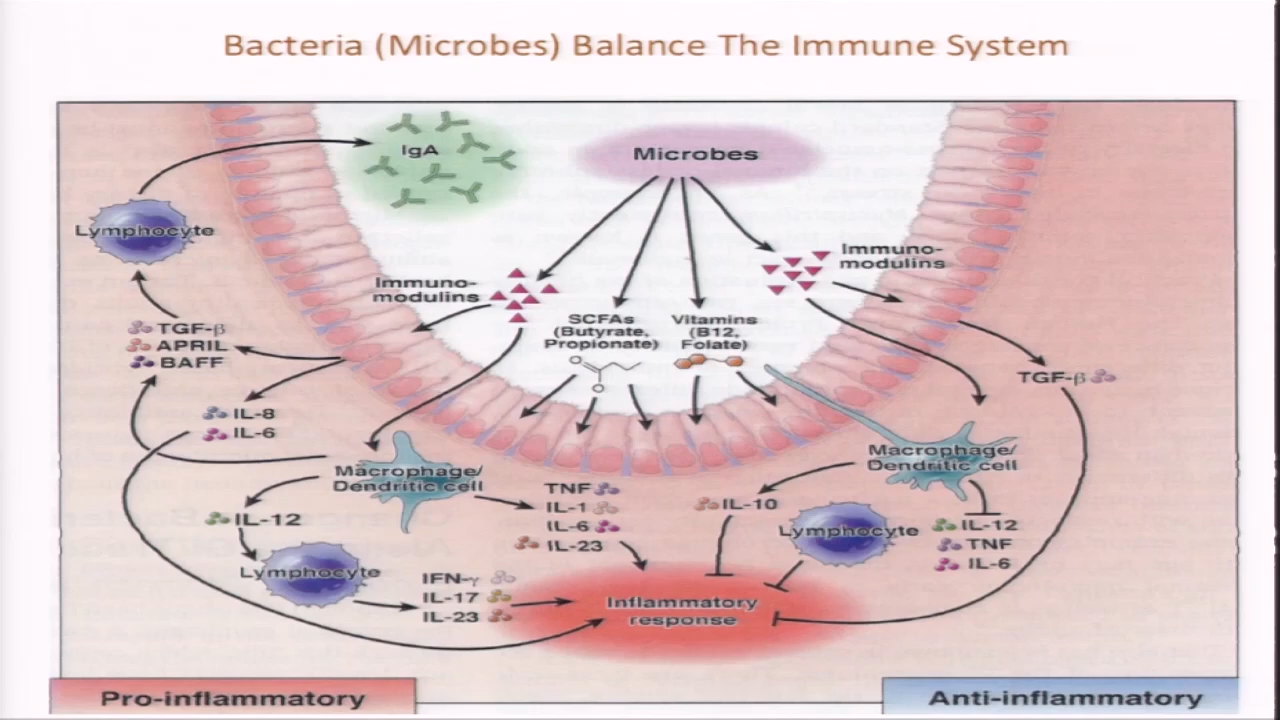 Bacteria (Microbes) Balance The Immune System
IgA
Microbes
Lymphocyte
Immuno-
modulins
Immuno-
modulins
SCFAs
(Butyrate,
Propionate)
Vitamins
(B12,
Folate)
TGF-β
APRIL
BAFF
TGF-β
IL-8
IL-6
Macrophage/
Dendritic cell
Macrophage/
Dendritic cell
TNF
IL-1
IL-6
IL-23
IL-10
IL-12
Lymphocyte
IL-12
TNF
IL-6
Lymphocyte
IFN-γ
IL-17
IL-23
Inflammatory
response
Pro-inflammatory
Anti-inflammatory